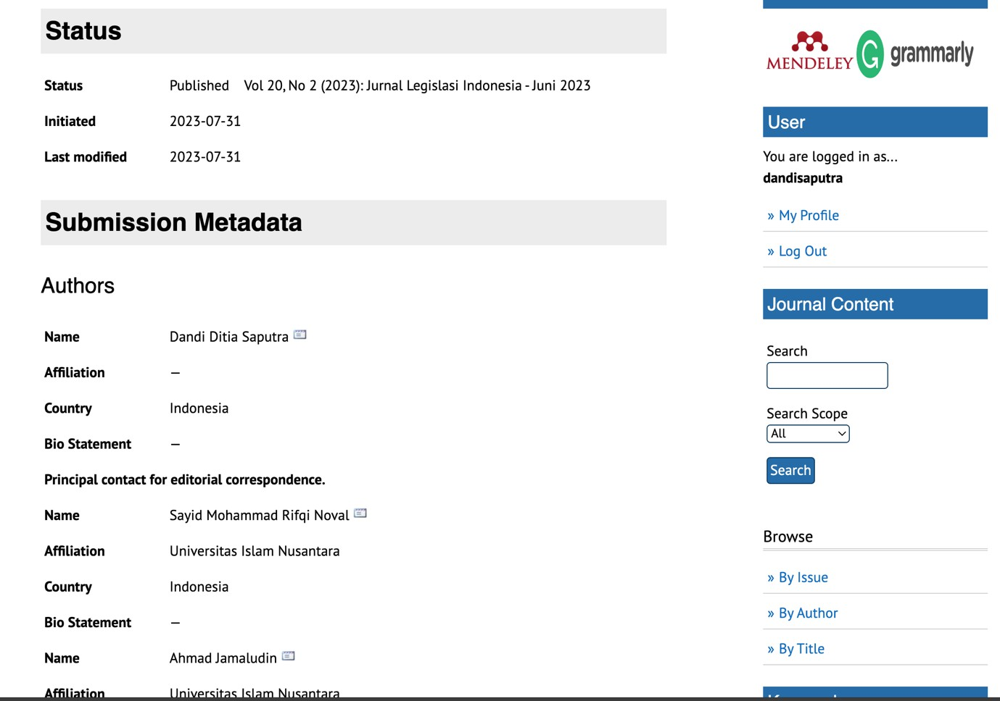 Status
Status Published Vol 20, No 2 (2023): Jurnal Legislasi Indonesia - Juni 2023
Initiated 2023-07-31
Last modified 2023-07-31
Submission Metadata
Authors
Name Dandi Ditia Saputra
Affiliation —
Country Indonesia
Bio Statement —
Principal contact for editorial correspondence.
Name Sayid Mohammad Rifqi Noval
Affiliation Universitas Islam Nusantara
Country Indonesia
Bio Statement —
Name Ahmad Jamaludin
Affiliation Universitas Islam Nusantara
MENDELEY G grammarly
User
You are logged in as...
dandisaputra
» My Profile
» Log Out
Journal Content
Search
Search Scope
All
Search
Browse
» By Issue
» By Author
» By Title